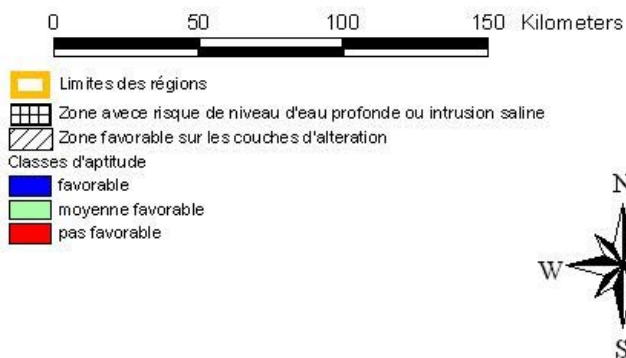 0 50 100 150 Kilometers
Limites des régions
Zone avece risque de niveau d'eau profonde ou intrusion saline
Zone favorable sur les couches d'alteration
Classes d'aptitude
favorable
moyenne favorable
pas favorable
N
W
S